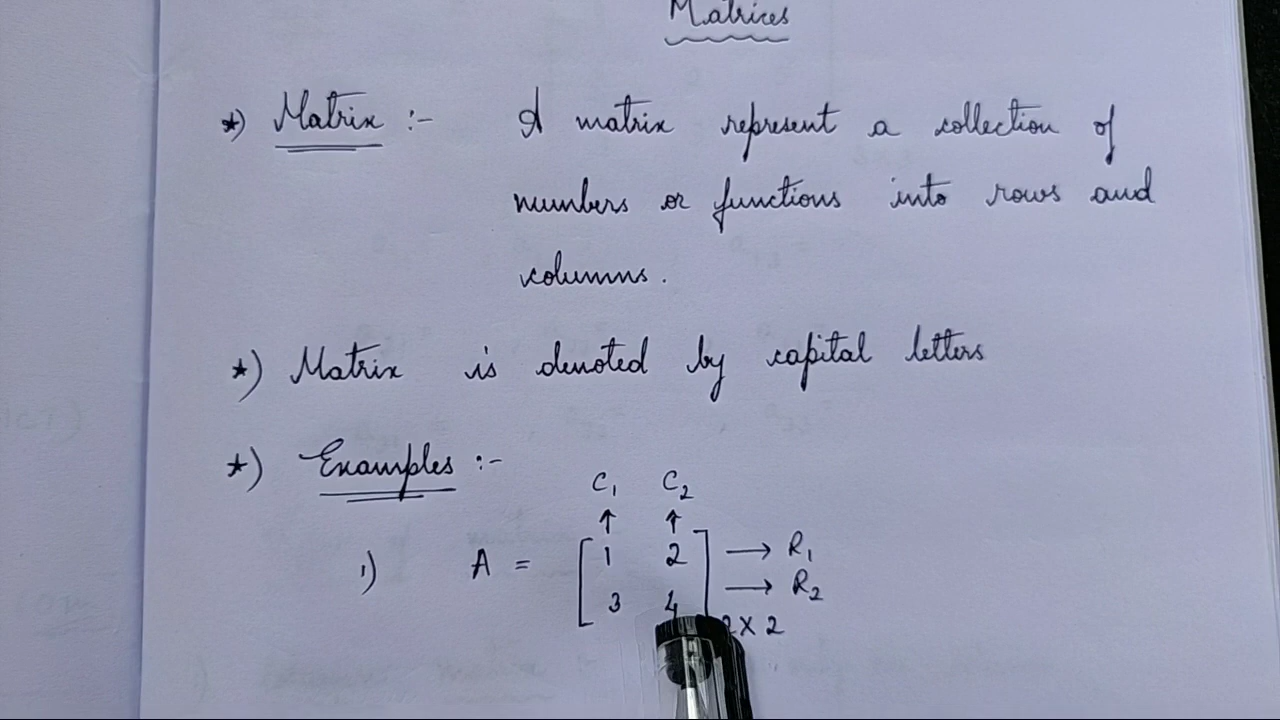 Matrices
*) Matrix :- A matrix represent a collection of
numbers or functions into rows and
columns.
*) Matrix is denoted by capital letters
*) Examples :-
C₁ C₂
↑ ↑
1) A = [ 1 2 ] → R₁
[ 3 4 ] → R₂
2×2